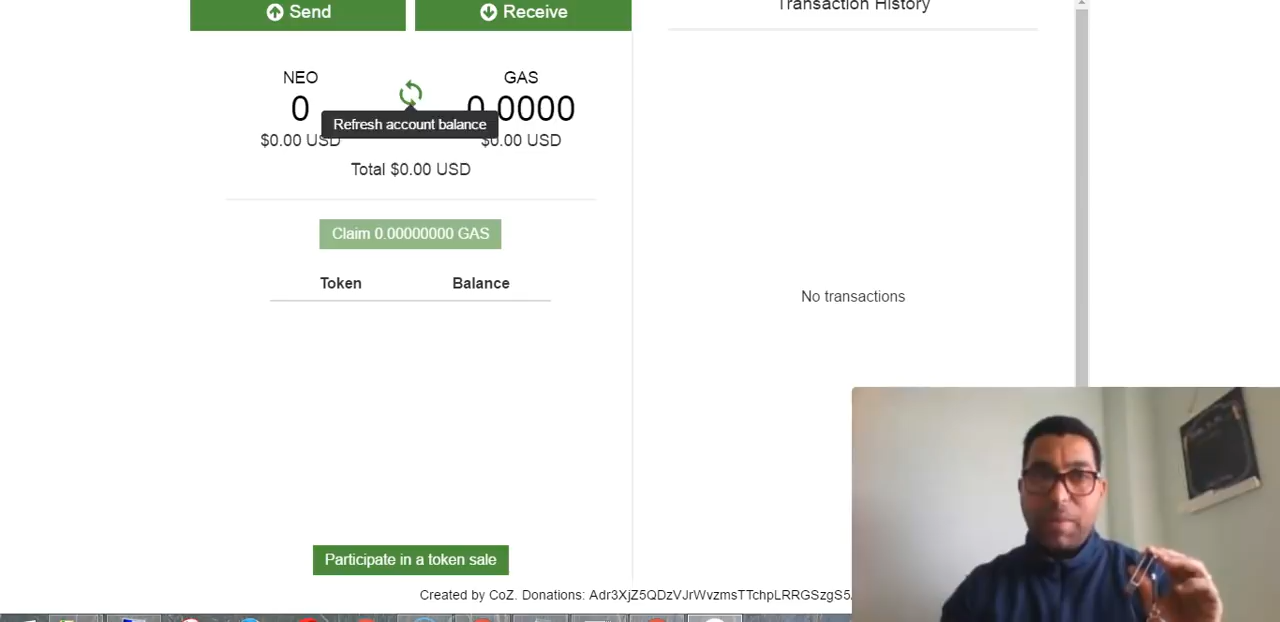 Send
Receive
Transaction History
NEO
GAS
0
0.0000
Refresh account balance
$0.00 USD
$0.00 USD
Total $0.00 USD
Claim 0.00000000 GAS
Token
Balance
No transactions
Participate in a token sale
Created by CoZ. Donations: Adr3XjZ5QDzVJrWvzmsTTchpLRRGSzgS5